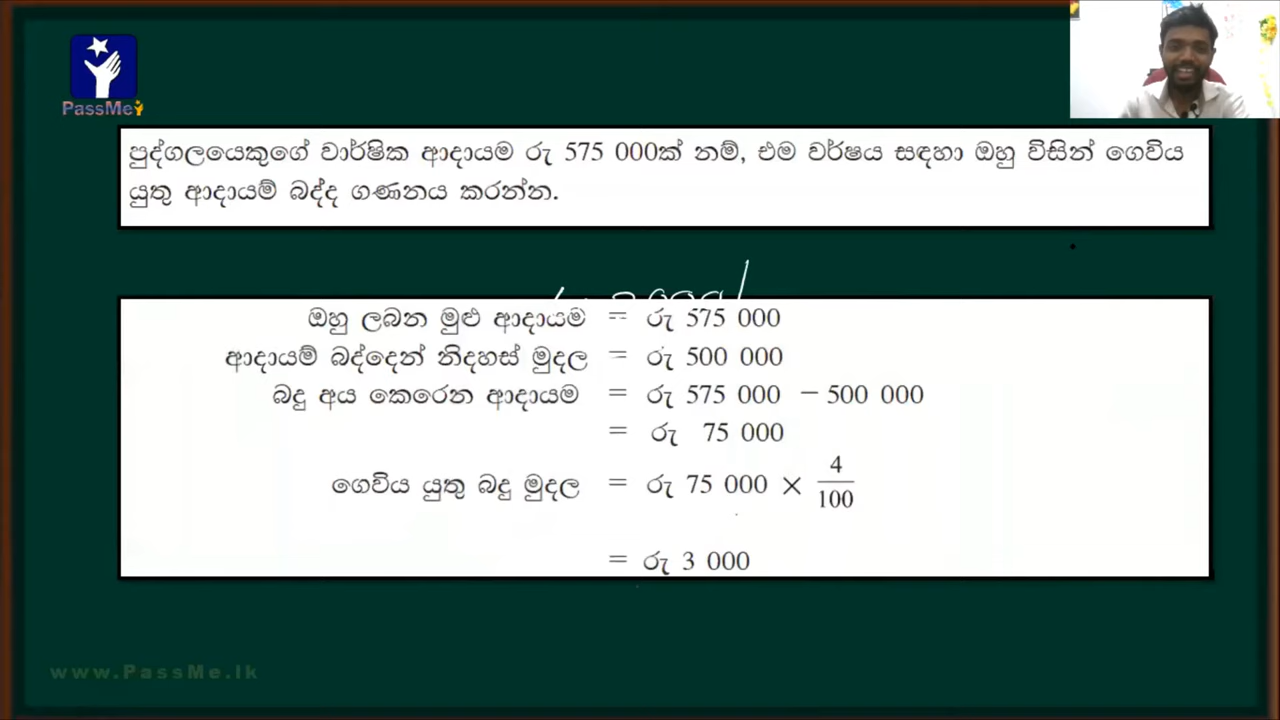 PassMe
පුද්ගලයෙකුගේ වාර්ෂික ආදායම රු 575 000ක් නම්, එම වර්ෂය සඳහා ඔහු විසින් ගෙවිය
යුතු ආදායම් බද්ද ගණනය කරන්න.
ඔහු ලබන මුළු ආදායම = රු 575 000
ආදායම් බද්දෙන් නිදහස් මුදල = රු 500 000
බදු අය කෙරෙන ආදායම = රු 575 000 – 500 000
= රු 75 000
ගෙවිය යුතු බදු මුදල = රු 75 000 × 4/100
= රු 3 000
www.PassMe.lk